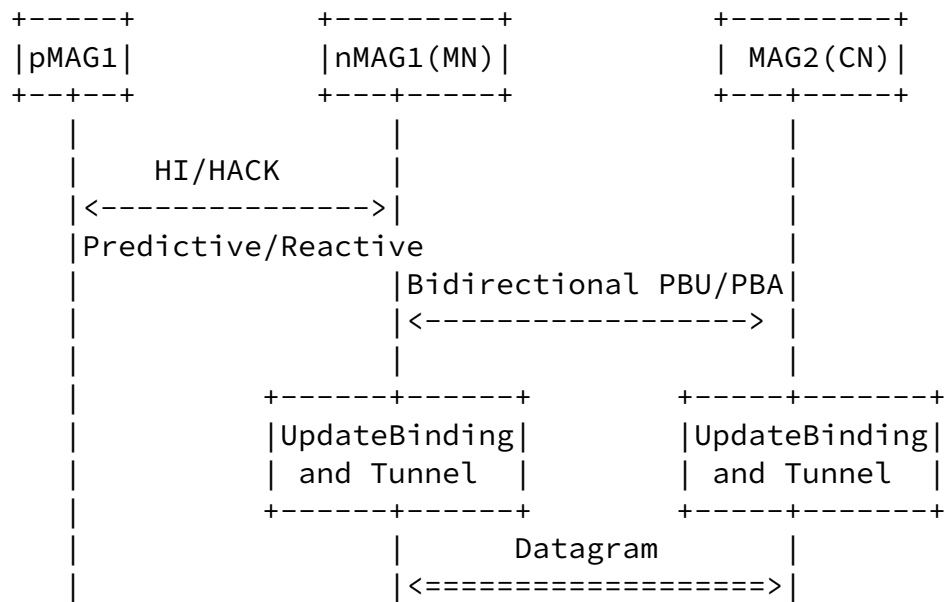 pMAG1 nMAG1(MN) MAG2(CN)
HI/HACK
Predictive/Reactive
Bidirectional PBU/PBA
UpdateBinding UpdateBinding
and Tunnel and Tunnel
Datagram